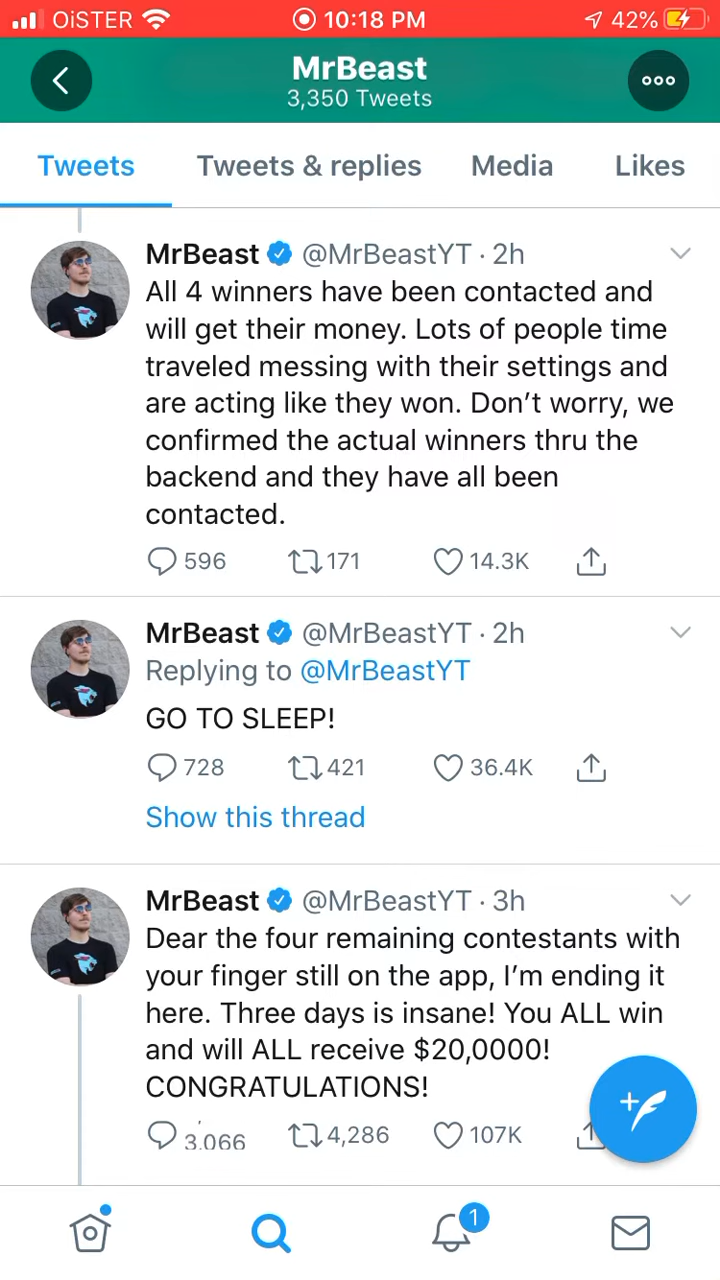 OiSTER 10:18 PM 42%
MrBeast
3,350 Tweets
Tweets Tweets & replies Media Likes
MrBeast @MrBeastYT · 2h
All 4 winners have been contacted and
will get their money. Lots of people time
traveled messing with their settings and
are acting like they won. Don’t worry, we
confirmed the actual winners thru the
backend and they have all been
contacted.
596 171 14.3K
MrBeast @MrBeastYT · 2h
Replying to @MrBeastYT
GO TO SLEEP!
728 421 36.4K
Show this thread
MrBeast @MrBeastYT · 3h
Dear the four remaining contestants with
your finger still on the app, I’m ending it
here. Three days is insane! You ALL win
and will ALL receive $20,0000!
CONGRATULATIONS!
3,066 4,286 107K
1